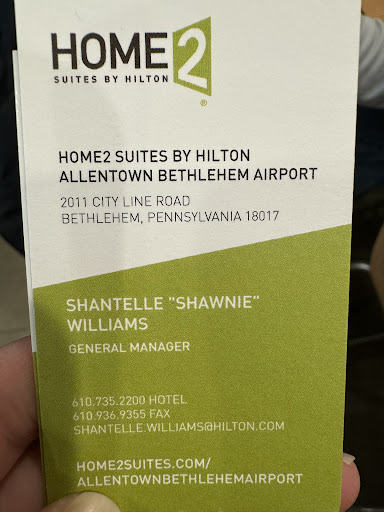 HOME2
SUITES BY HILTON
®
HOME2 SUITES BY HILTON
ALLENTOWN BETHLEHEM AIRPORT
2011 CITY LINE ROAD
BETHLEHEM, PENNSYLVANIA 18017
SHANTELLE "SHAWNIE"
WILLIAMS
GENERAL MANAGER
610.735.2200 HOTEL
610.936.9355 FAX
SHANTELLE.WILLIAMS@HILTON.COM
HOME2SUITES.COM/
ALLENTOWNBETHLEHEMAIRPORT